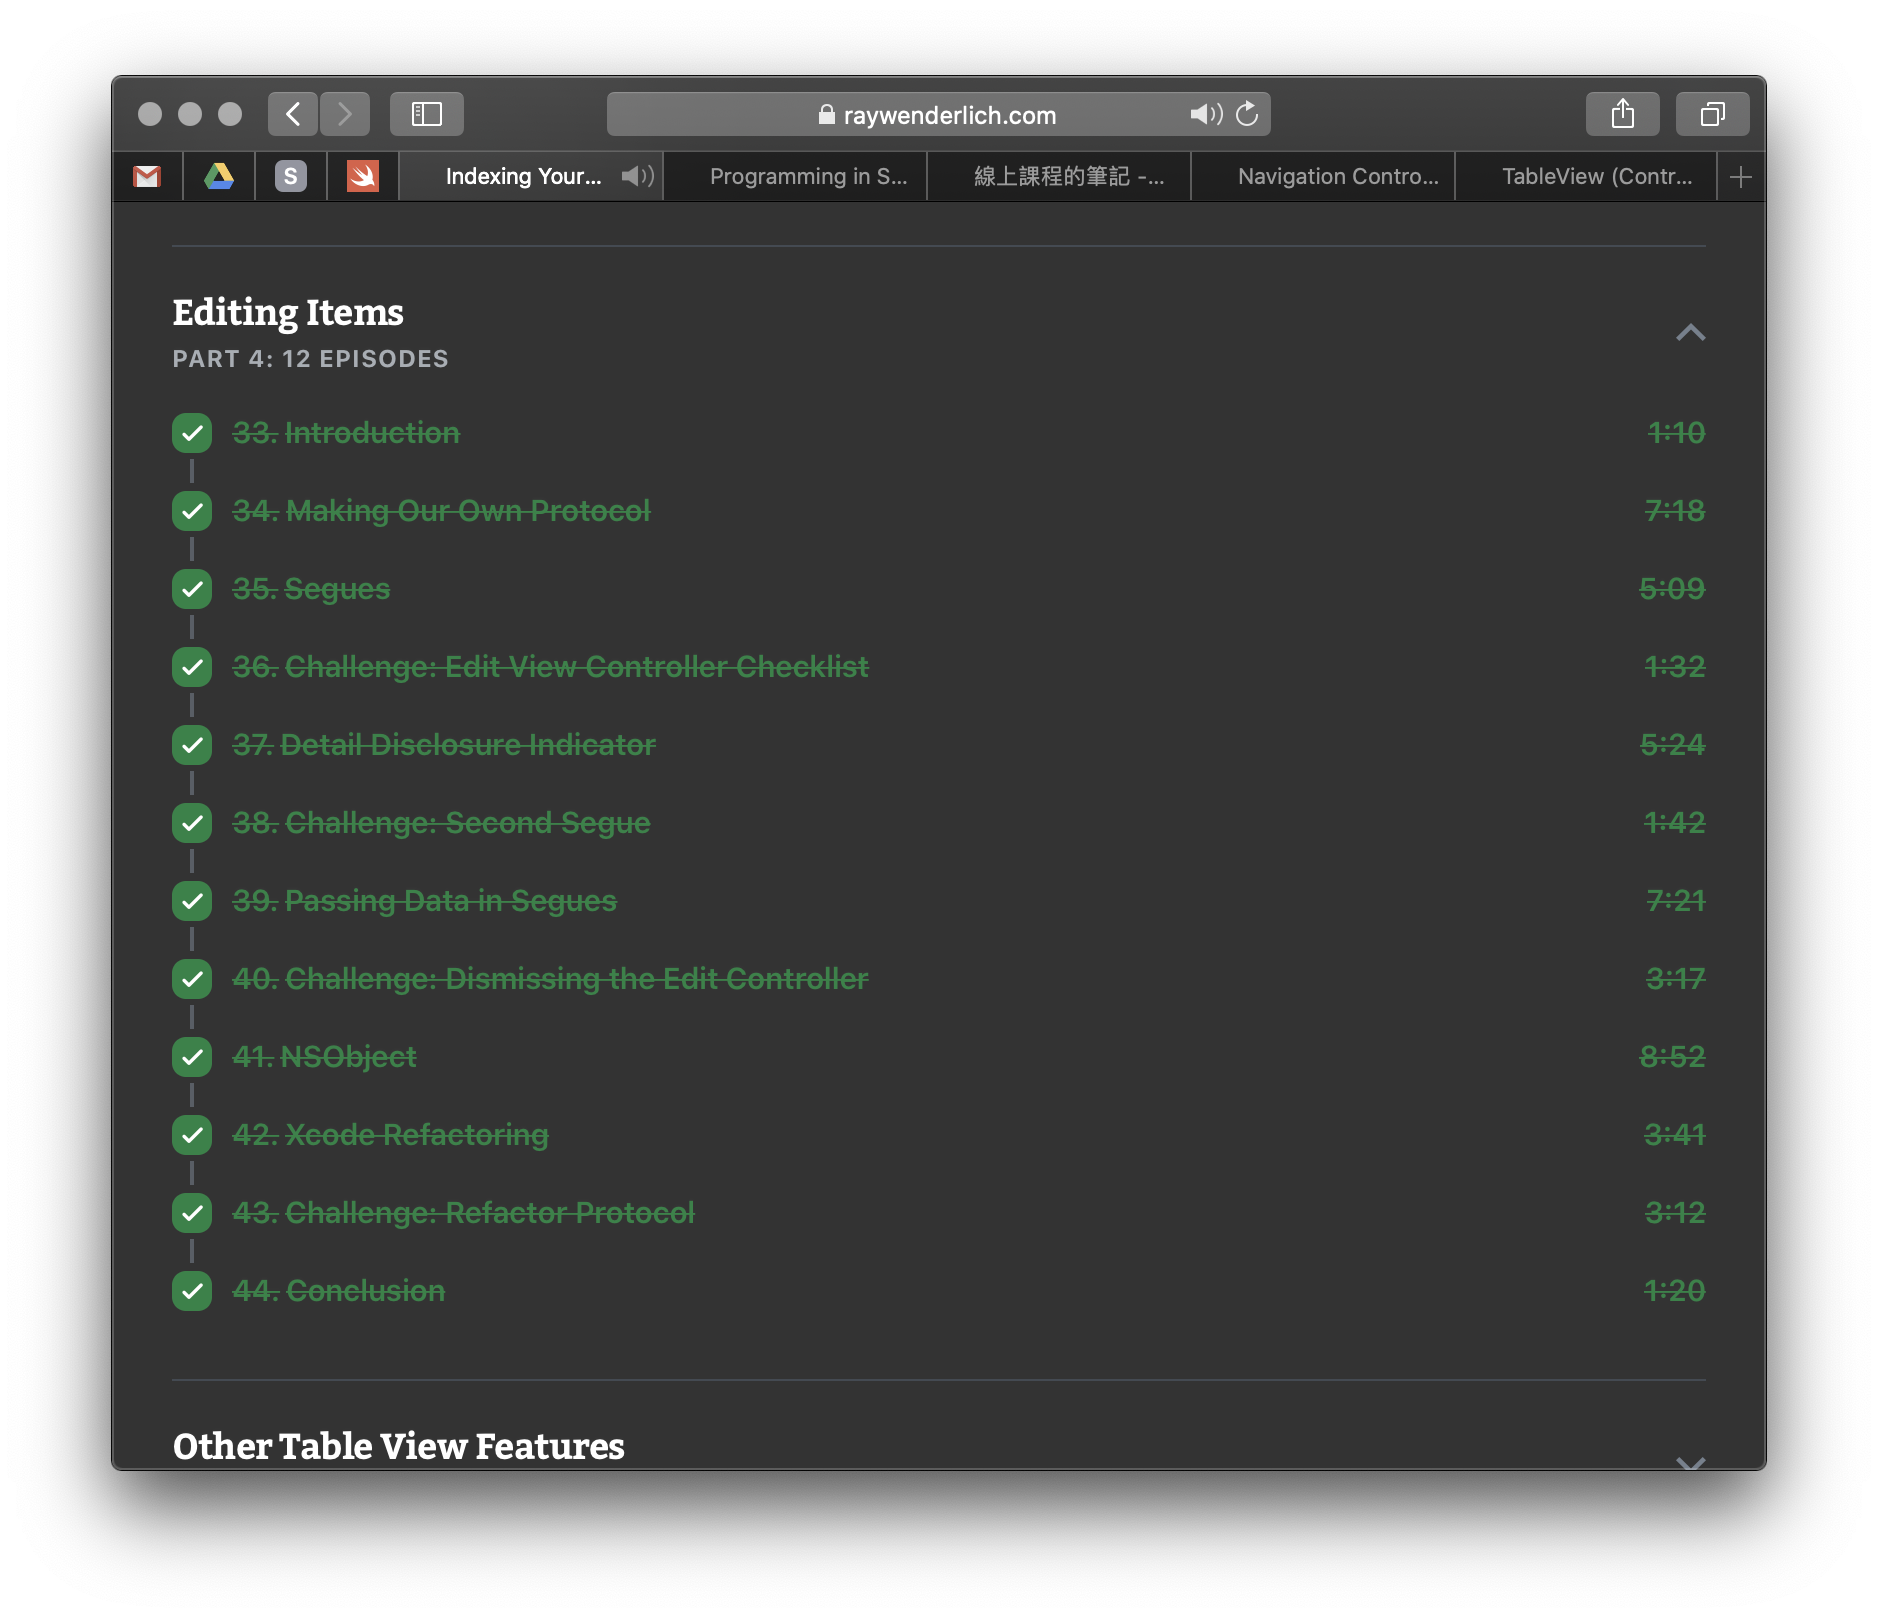 raywenderlich.com
S
Indexing Your...
Programming in S...
線上課程的筆記 -...
Navigation Contro...
TableView (Contr...
Editing Items
PART 4: 12 EPISODES
33. Introduction 1:10
34. Making Our Own Protocol 7:18
35. Segues 5:09
36. Challenge: Edit View Controller Checklist 1:32
37. Detail Disclosure Indicator 5:24
38. Challenge: Second Segue 1:42
39. Passing Data in Segues 7:21
40. Challenge: Dismissing the Edit Controller 3:17
41. NSObject 8:52
42. Xcode Refactoring 3:41
43. Challenge: Refactor Protocol 3:12
44. Conclusion 1:20
Other Table View Features